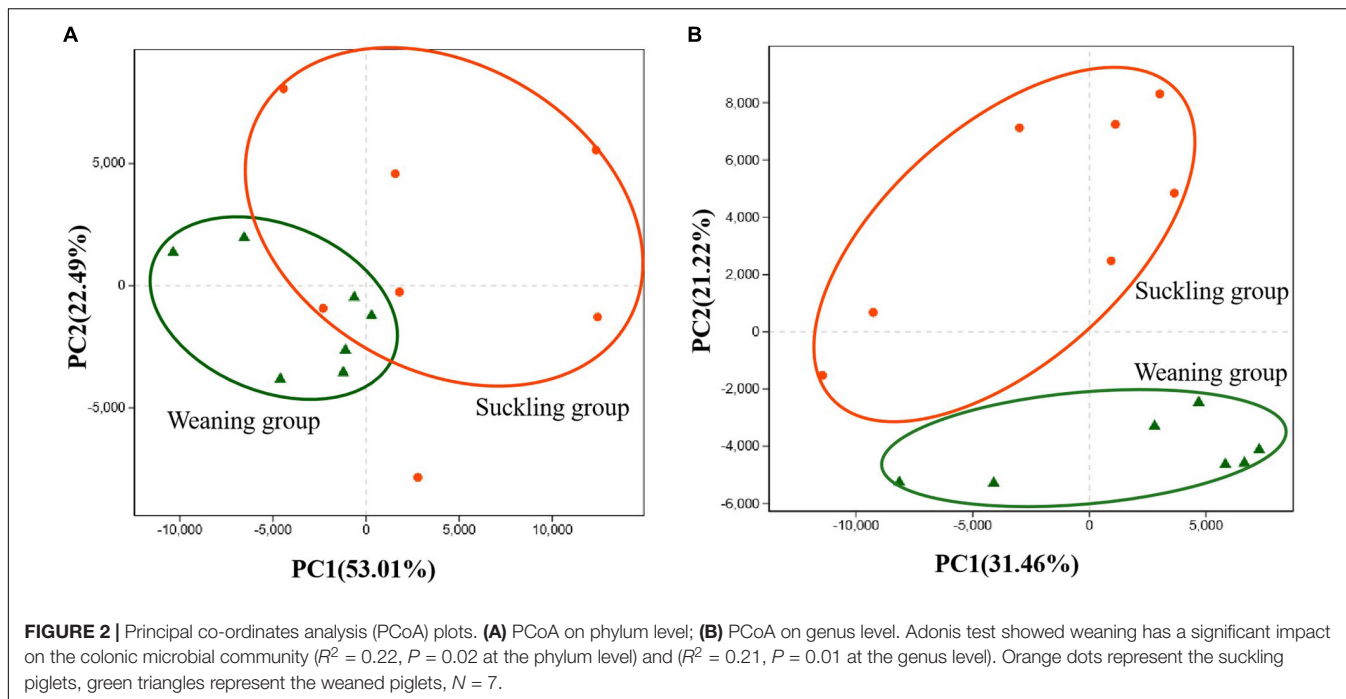 A
B
5,000
0
-5,000
-10,000
-5,000
0
5,000
10,000
PC2(22.49%)
PC1(53.01%)
Weaning group
Suckling group
8,000
6,000
4,000
2,000
0
-2,000
-4,000
-6,000
-10,000
-5,000
0
5,000
PC2(21.22%)
PC1(31.46%)
Suckling group
Weaning group
FIGURE 2 | Principal co-ordinates analysis (PCoA) plots. (A) PCoA on phylum level; (B) PCoA on genus level. Adonis test showed weaning has a significant impact
on the colonic microbial community (R² = 0.22, P = 0.02 at the phylum level) and (R² = 0.21, P = 0.01 at the genus level). Orange dots represent the suckling
piglets, green triangles represent the weaned piglets, N = 7.